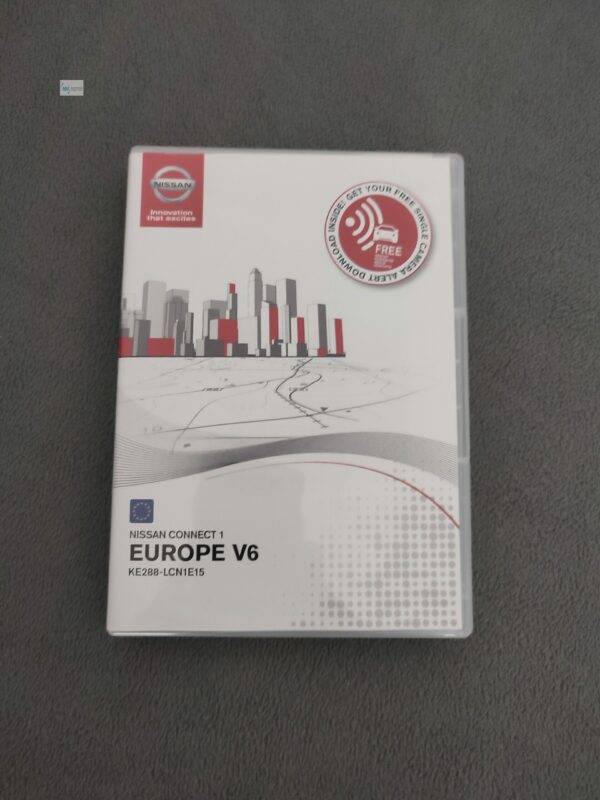 NISSAN
Innovation
that excites
DOWNLOAD INSIDE! GET YOUR FREE SINGLE CAMERA ALERT
FREE
NISSAN CONNECT 1
EUROPE V6
KE288-LCN1E15